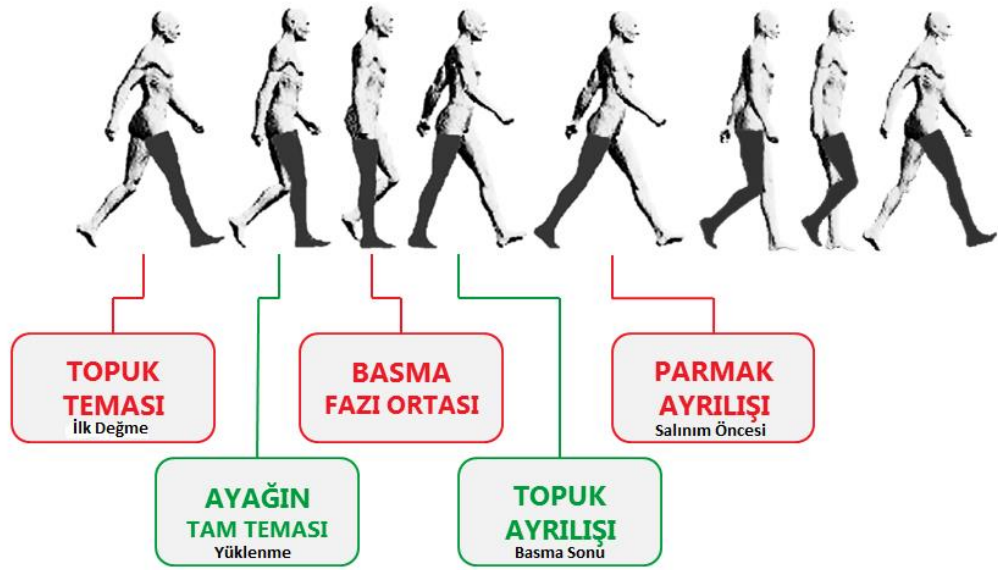 TOPUK
TEMASI
İlk Değme
BASMA
FAZI ORTASI
PARMAK
AYRILIŞI
Salınım Öncesi
AYAĞIN
TAM TEMASI
Yüklenme
TOPUK
AYRILIŞI
Basma Sonu